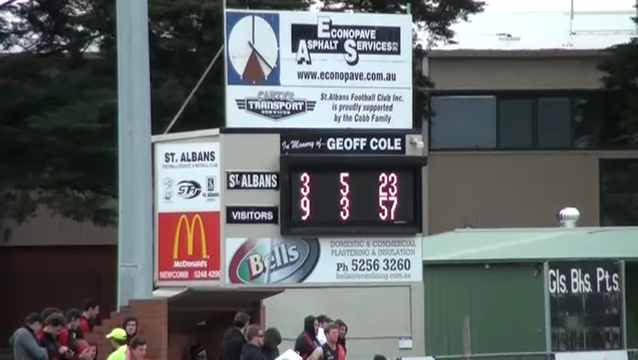 ECONOPAVE
ASPHALT SERVICES
E
A S
www.econopave.com.au
CARTY'S
TRANSPORT
SERVICES
St.Albans Football Club Inc.
is proudly supported
by the Cobb Family
In Memory of- GEOFF COLE
ST. ALBANS
ST. ALBANS 3 5 23
VISITORS 9 3 57
McDonald's
NEWCOMB 5248 4295
Bells
DOMESTIC & COMMERCIAL
PLASTERING & INSULATION
Ph 5256 3260
Gls. Bhs. Pts.